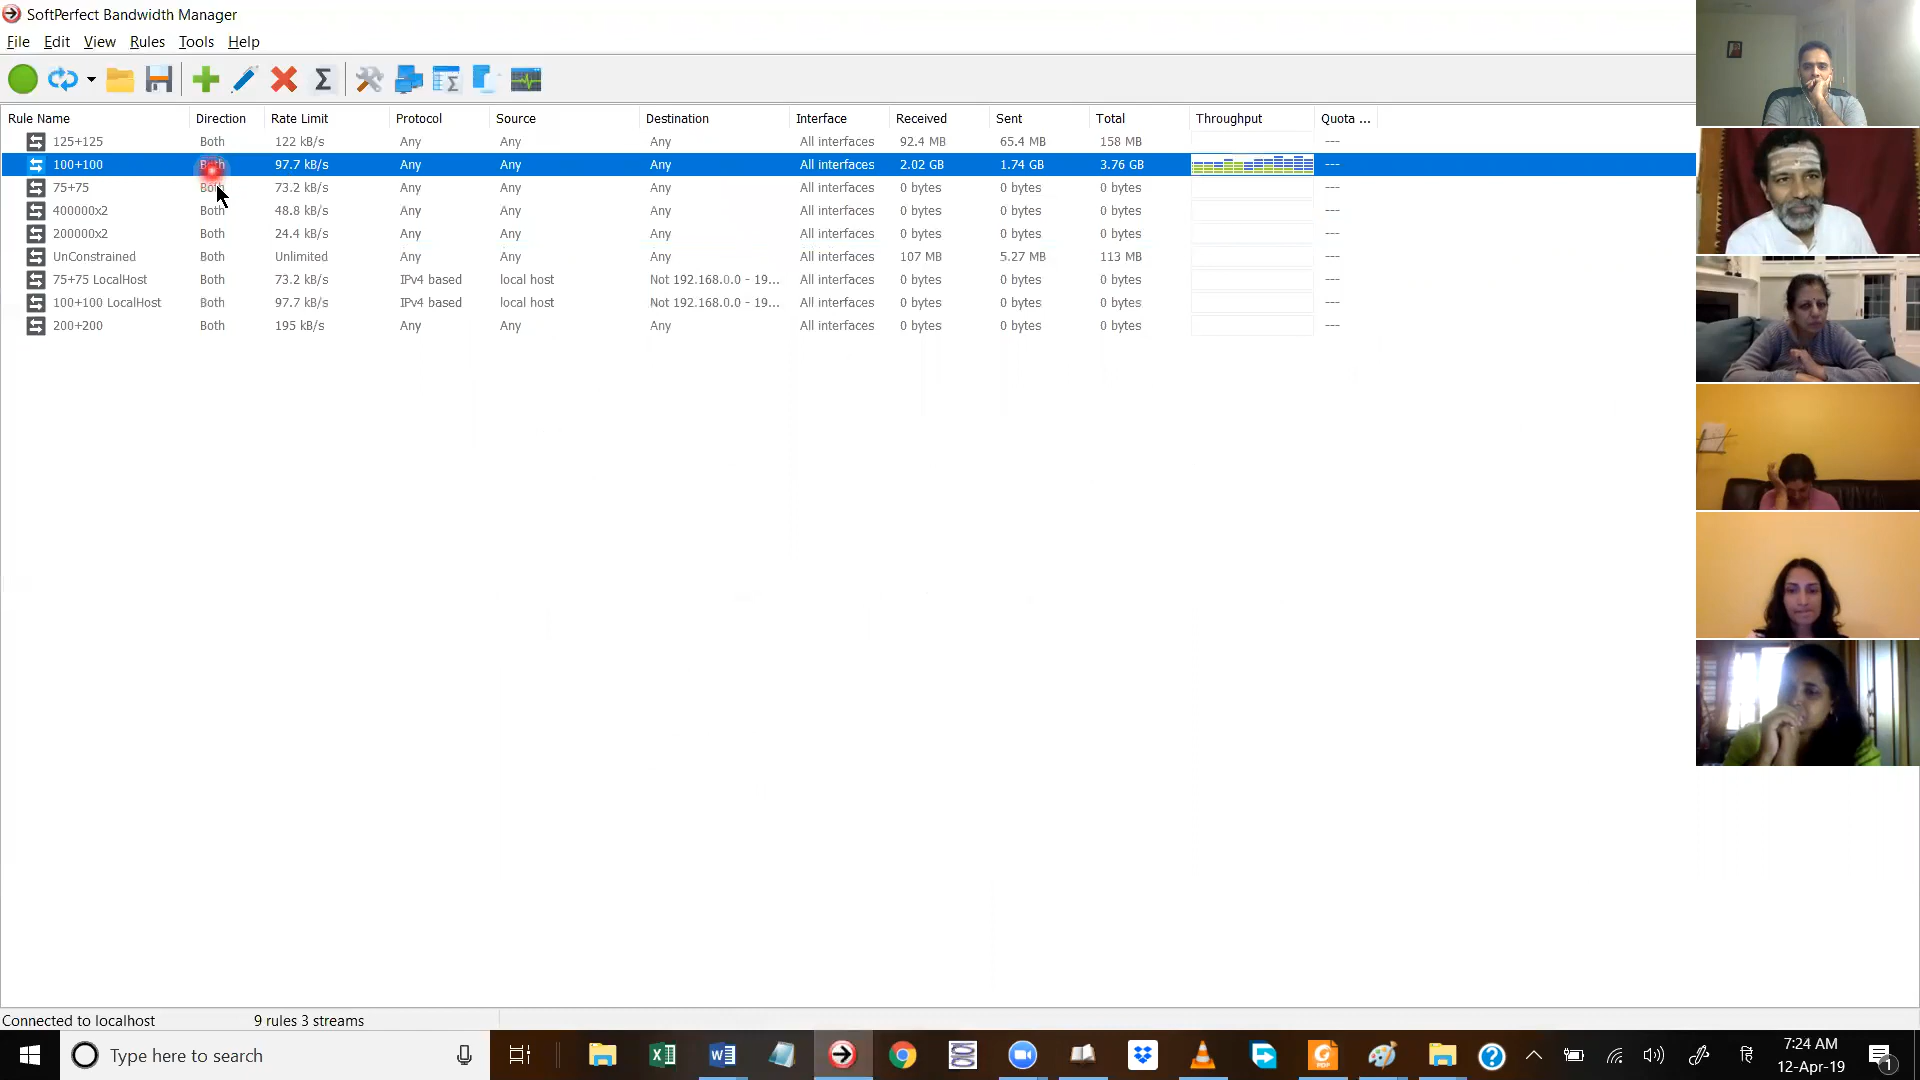 SoftPerfect Bandwidth Manager
File Edit View Rules Tools Help
Rule Name Direction Rate Limit Protocol Source Destination Interface Received Sent Total Throughput Quota ...
125+125 Both 122 kB/s Any Any Any All interfaces 92.4 MB 65.4 MB 158 MB ---
100+100 Both 97.7 kB/s Any Any Any All interfaces 2.02 GB 1.74 GB 3.76 GB ---
75+75 Both 73.2 kB/s Any Any Any All interfaces 0 bytes 0 bytes 0 bytes ---
400000x2 Both 48.8 kB/s Any Any Any All interfaces 0 bytes 0 bytes 0 bytes ---
200000x2 Both 24.4 kB/s Any Any Any All interfaces 0 bytes 0 bytes 0 bytes ---
UnConstrained Both Unlimited Any Any Any All interfaces 107 MB 5.27 MB 113 MB ---
75+75 LocalHost Both 73.2 kB/s IPv4 based local host Not 192.168.0.0 - 19... All interfaces 0 bytes 0 bytes 0 bytes ---
100+100 LocalHost Both 97.7 kB/s IPv4 based local host Not 192.168.0.0 - 19... All interfaces 0 bytes 0 bytes 0 bytes ---
200+200 Both 195 kB/s Any Any Any All interfaces 0 bytes 0 bytes 0 bytes ---
Connected to localhost 9 rules 3 streams
Type here to search
हि
7:24 AM
12-Apr-19
1